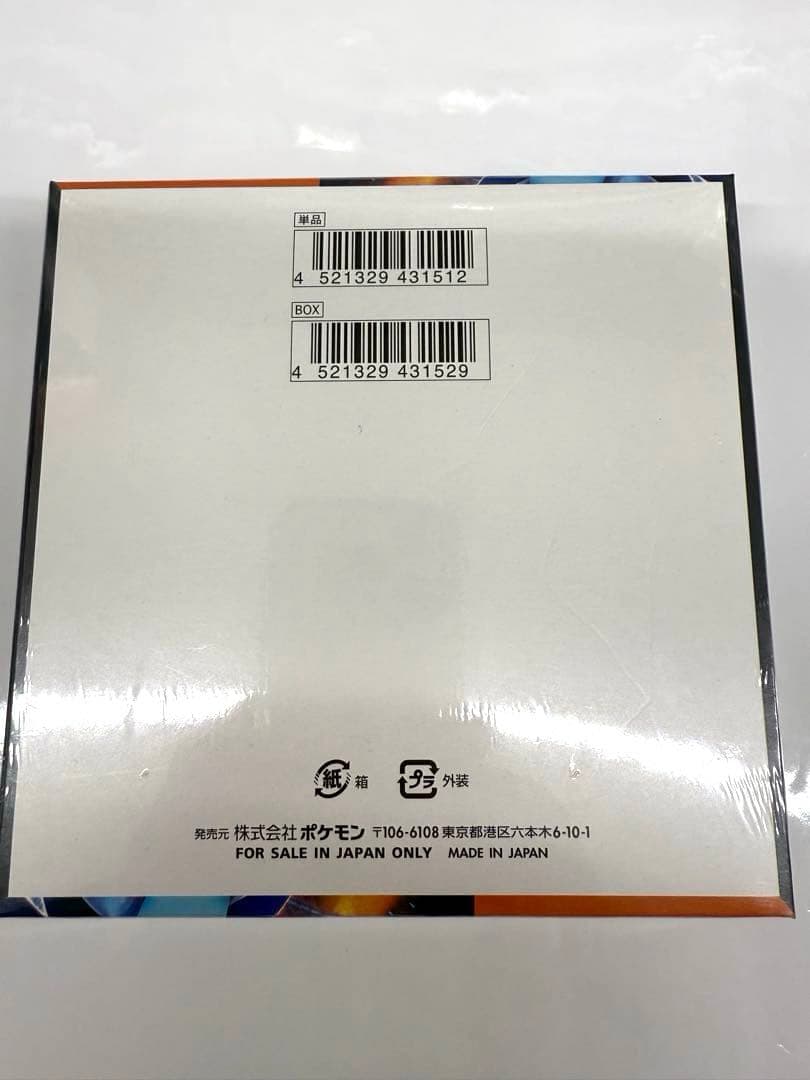 単品
4 521329 431512
BOX
4 521329 431529
紙 箱 プラ 外装
発売元 株式会社 ポケモン 〒106-6108 東京都港区六本木6-10-1
FOR SALE IN JAPAN ONLY MADE IN JAPAN